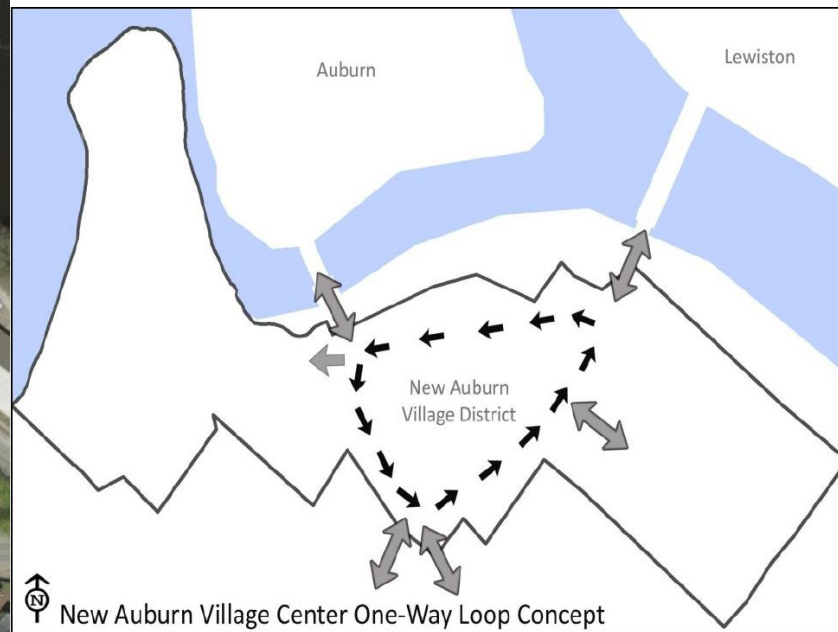 Auburn
Lewiston
New Auburn
Village District
N
New Auburn Village Center One-Way Loop Concept